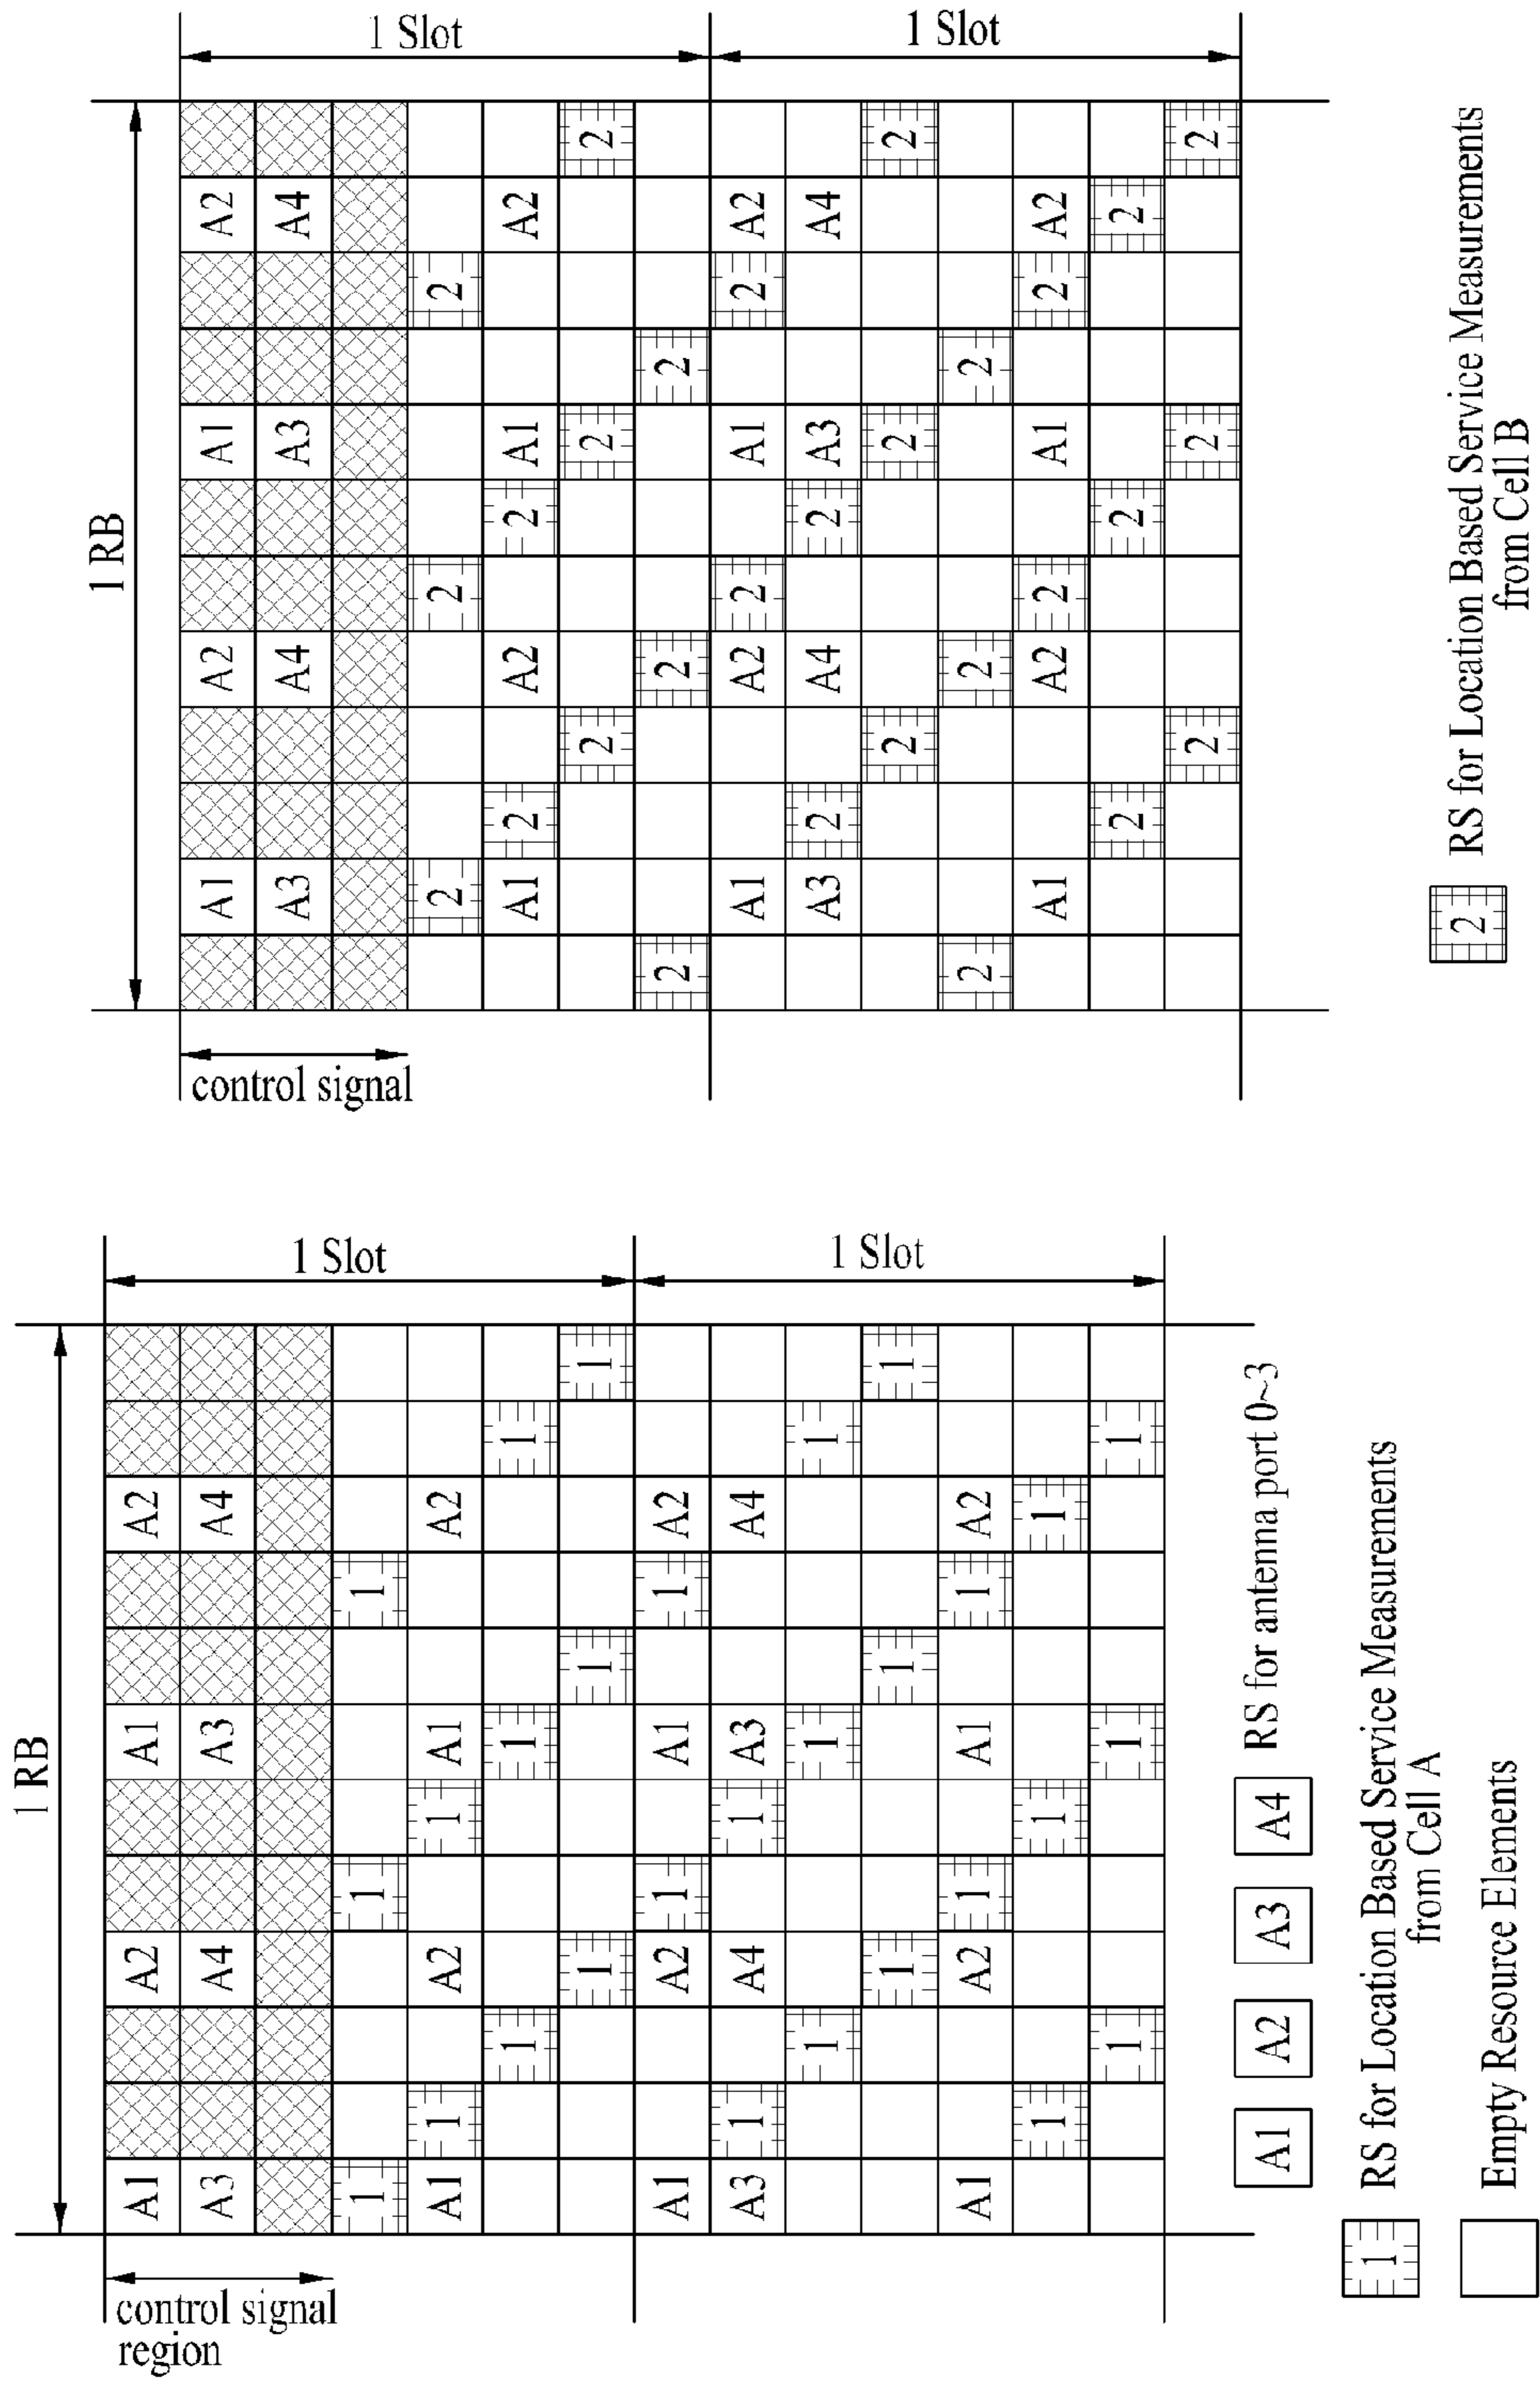 1 RB
control signal
region
1 Slot
1 Slot
A1 A2 A1 A2
A3 A4 A3 A4
1 1 1
A1 1 A2 1 A1 A2
1 1 1
1 1 1
A1 A2 1 A1 1 A2
A3 1 A4 1 A3 A4
1 1 1
1 1 1
A1 A2 1 A1 1 A2
1 1 1
1 1 1
A1 A2 A3 A4 RS for antenna port 0~3
1 RS for Location Based Service Measurements
from Cell A
Empty Resource Elements
1 RB
control signal
1 Slot
1 Slot
A1 A2 A1 A2
A3 A4 A3 A4
2 2 2
A1 2 A2 2 A1 A2
2 2 2
2 2 2
A1 A2 2 A1 2 A2
A3 2 A4 2 A3 A4
2 2 2
2 2 2
A1 A2 2 A1 2 A2
2 2 2
2 2 2
2 RS for Location Based Service Measurements
from Cell B